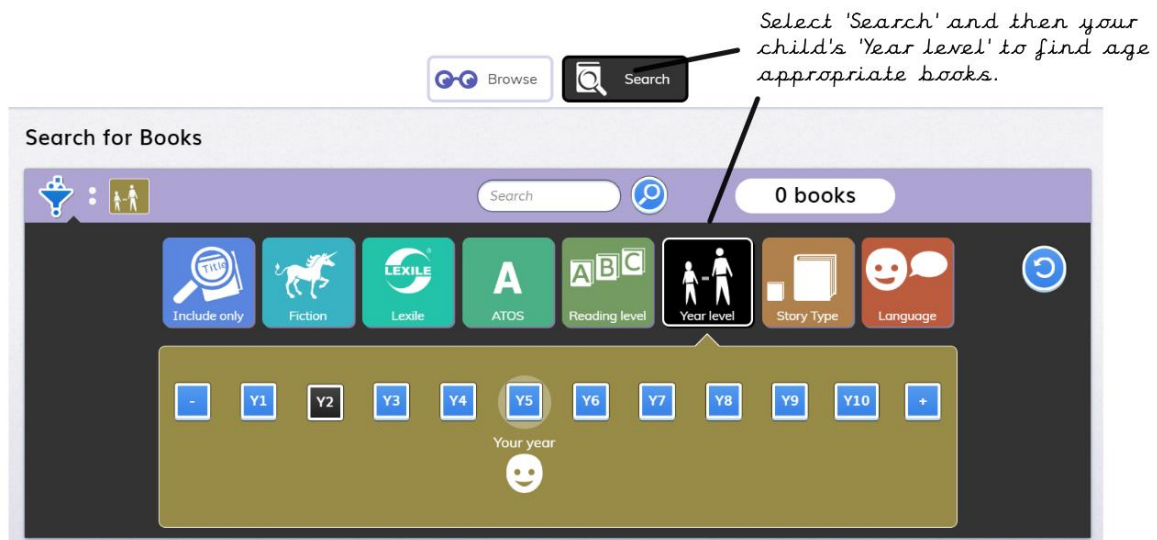 Select 'Search' and then your
child's 'Year level' to find age
appropriate books.
Browse
Search
Search for Books
Search
0 books
Title
LEXILE
A
ABC
Include only
Fiction
Lexile
ATOS
Reading level
Year level
Story Type
Language
- Y1 Y2 Y3 Y4 Y5 Y6 Y7 Y8 Y9 Y10 +
Your year